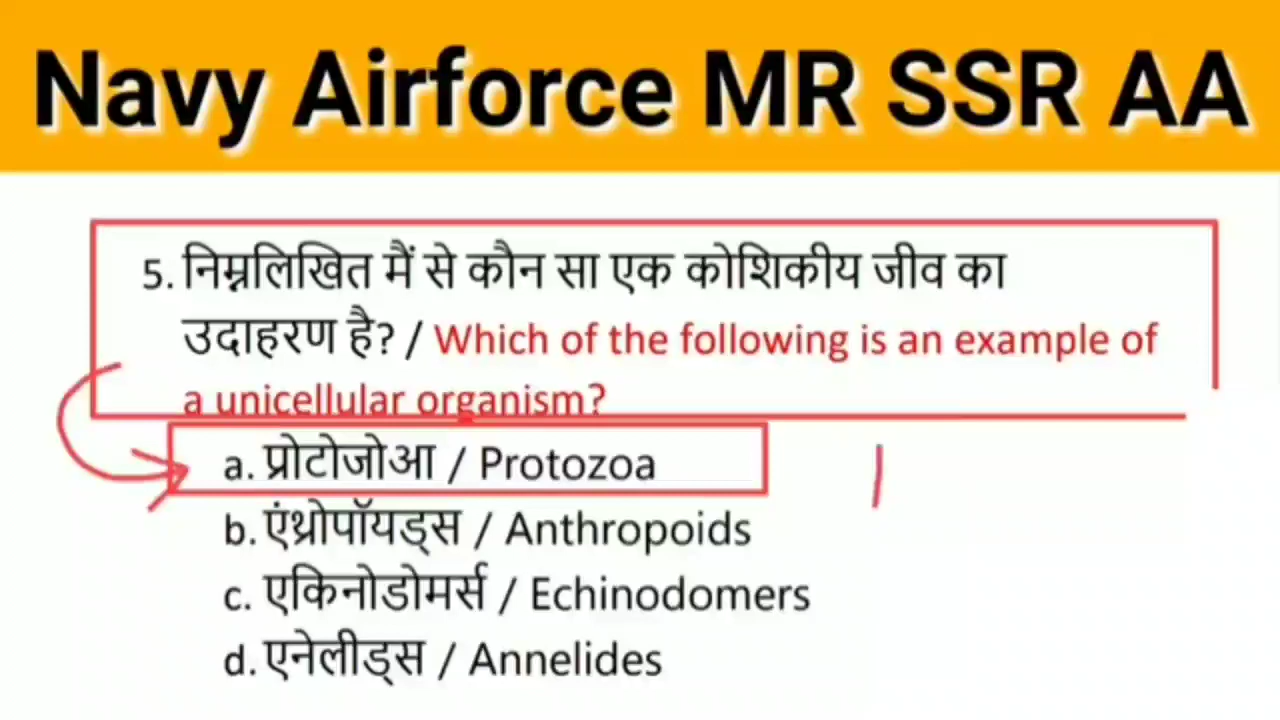 Navy Airforce MR SSR AA
5. निम्नलिखित मैं से कौन सा एक कोशिकीय जीव का
उदाहरण है? / Which of the following is an example of
a unicellular organism?
a. प्रोटोजोआ / Protozoa
b. एंथ्रोपॉयड्स / Anthropoids
c. एकिनोडोमर्स / Echinodomers
d. एनेलीड्स / Annelides